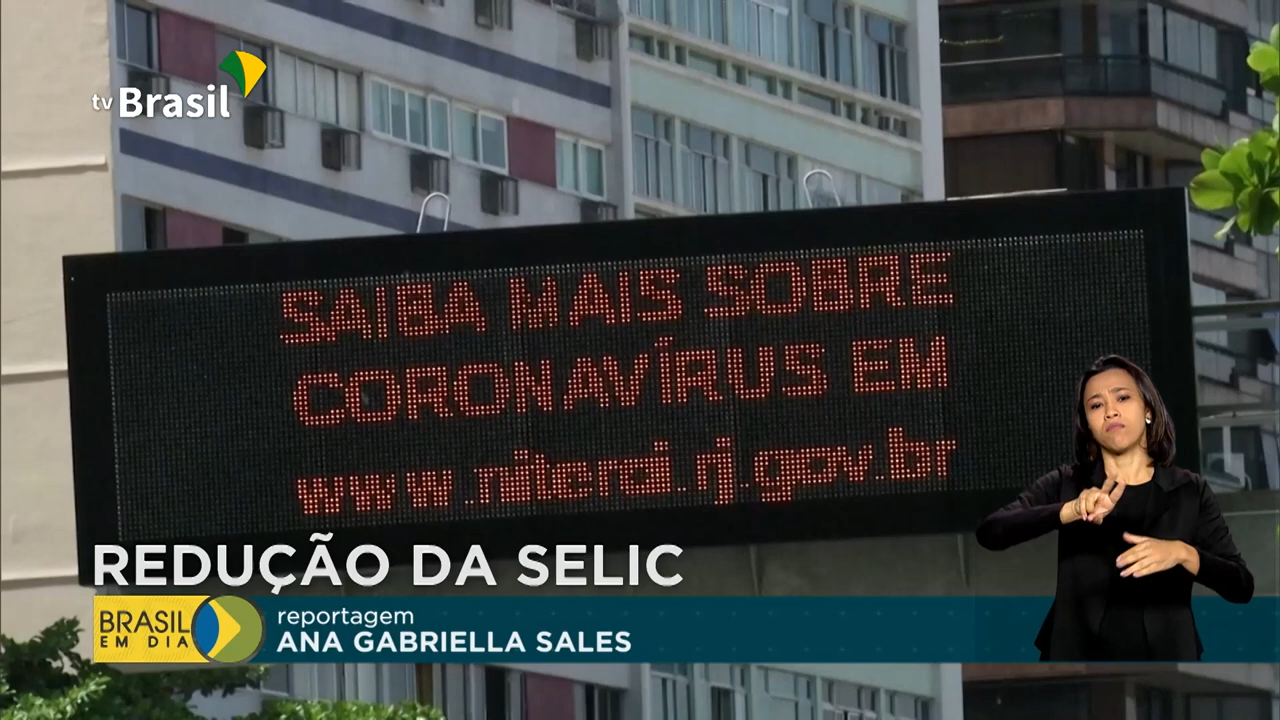 tv Brasil
SAIBA MAIS SOBRE
CORONAVÍRUS EM
www.niteroi.rj.gov.br
REDUÇÃO DA SELIC
BRASIL
EM DIA
reportagem
ANA GABRIELLA SALES